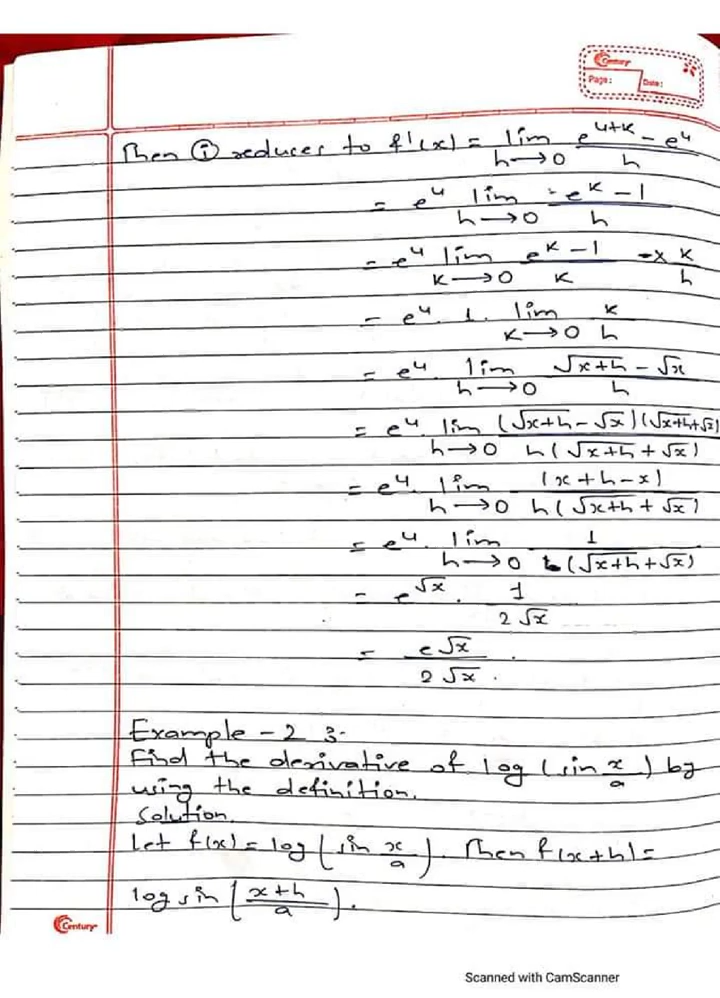 Century
Page:
Date:
Then ① reduces to f'(x) = lim h→0 (e^(u+k) - e^u)/h
= e^u lim h→0 (e^k - 1)/h
= e^u lim k→0 (e^k - 1)/k × k/h
= e^u. 1. lim k→0 k/h
= e^u. lim h→0 (√x+h - √x)/h
= e^u. lim h→0 (√x+h - √x)(√x+h+√x)/h(√x+h + √x)
= e^u. lim h→0 (x+h-x)/h(√x+h + √x)
= e^u. lim h→0 1/(√x+h+√x)
= e^√x. 1/2√x
= e√x/2√x.
Example - 2 :-
Find the derivative of log (sin x/a) by
using the definition.
Solution.
Let f(x) = log (sin x/a). Then f(x+h) =
log sin (x+h/a).
Century
Scanned with CamScanner